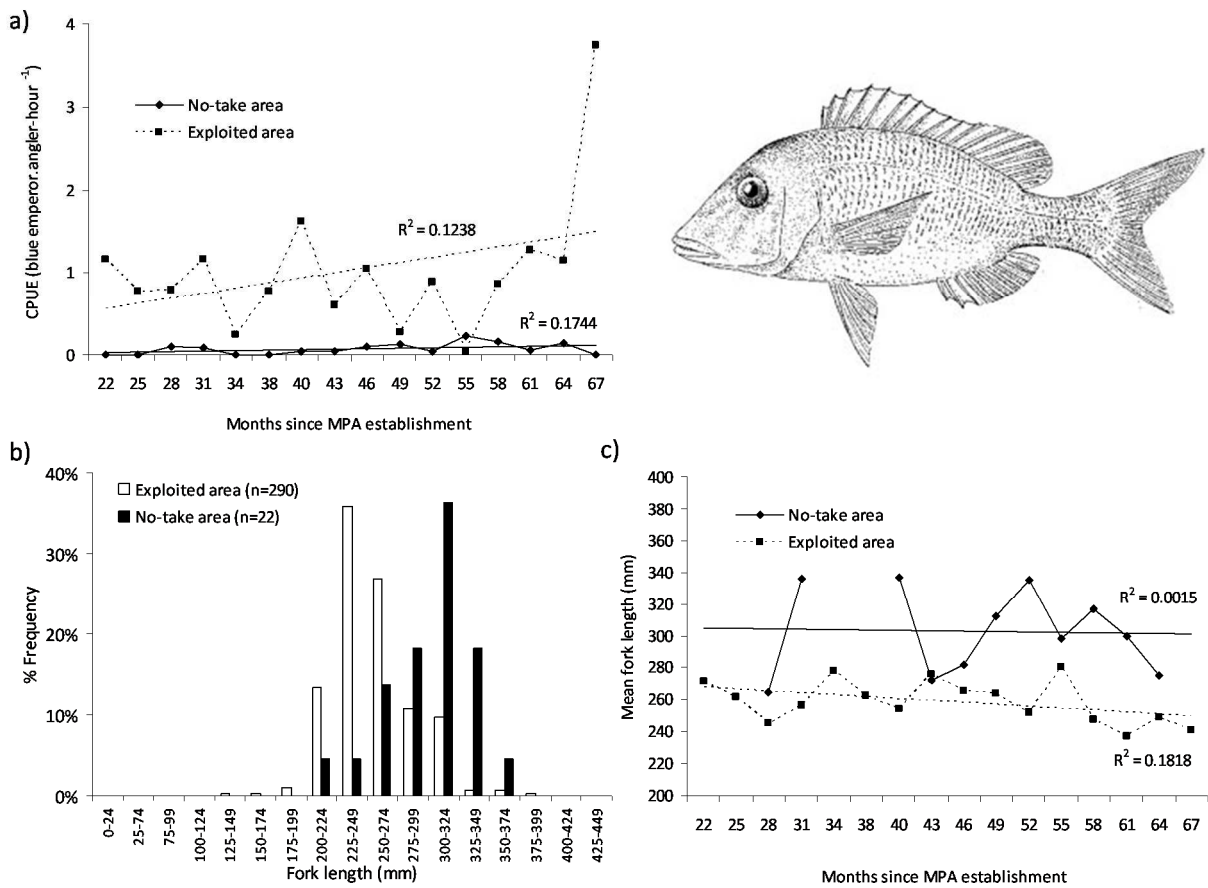 a)
CPUE (blue emperor.angler-hour -1)
4
3
2
1
0
No-take area
Exploited area
R2 = 0.1238
R2 = 0.1744
22 25 28 31 34 38 40 43 46 49 52 55 58 61 64 67
Months since MPA establishment
b)
% Frequency
40%
30%
20%
10%
0%
Exploited area (n=290)
No-take area (n=22)
0-24 25-74 75-99 100-124 125-149 150-174 175-199 200-224 225-249 250-274 275-299 300-324 325-349 350-374 375-399 400-424 425-449
Fork length (mm)
c)
Mean fork length (mm)
400
380
360
340
320
300
280
260
240
220
200
No-take area
Exploited area
R2 = 0.0015
R2 = 0.1818
22 25 28 31 34 38 40 43 46 49 52 55 58 61 64 67
Months since MPA establishment